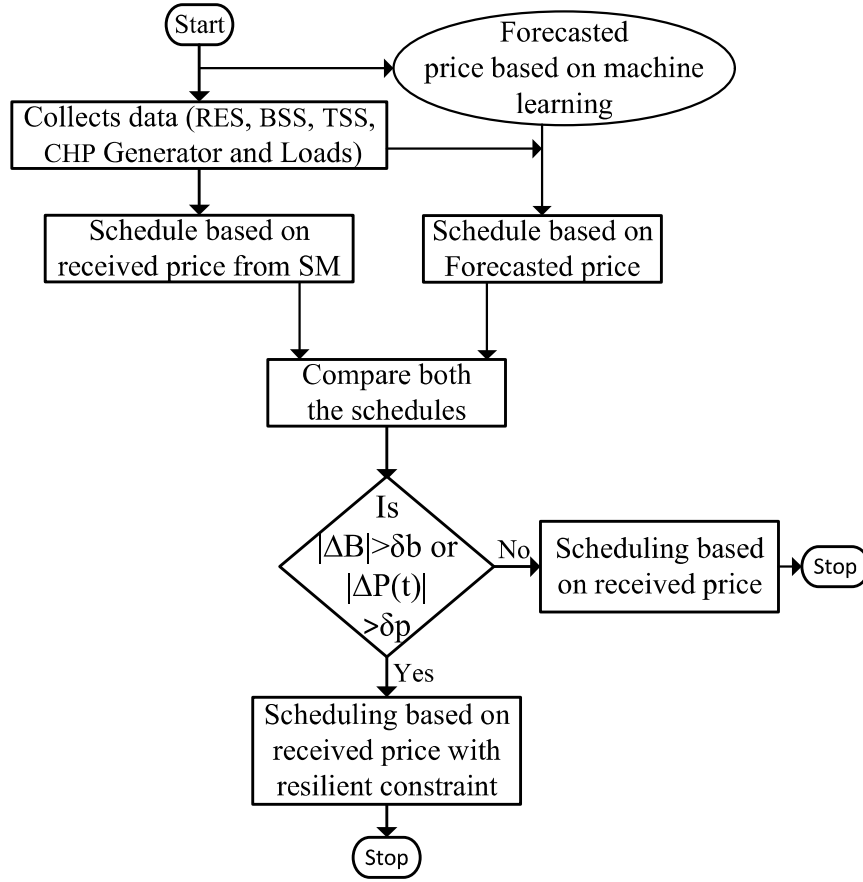 Start
Forecasted
price based on machine
learning
Collects data (RES, BSS, TSS,
CHP Generator and Loads)
Schedule based on
received price from SM
Schedule based on
Forecasted price
Compare both
the schedules
Is
|ΔB|>δb or
|ΔP(t)|
>δp
No
Scheduling based
on received price
Stop
Yes
Scheduling based on
received price with
resilient constraint
Stop